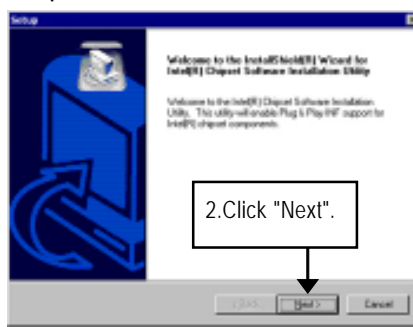 Setup
Welcome to the InstallShield(R) Wizard for
Intel(R) Chipset Software Installation Utility
Welcome to the Intel(R) Chipset Software Installation
Utility. This utility will enable Plug & Play INF support for
Intel(R) chipset components.
2.Click "Next".
< Back
Next >
Cancel